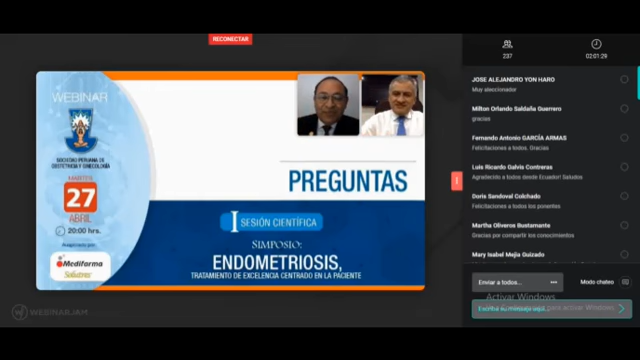 RECONECTAR
WEBINAR
SOCIEDAD PERUANA DE
OBSTETRICIA Y GINECOLOGÍA
MARTES
27
ABRIL
20:00 hrs.
Mediforma
PREGUNTAS
I SESIÓN CIENTÍFICA
SIMPOSIO:
ENDOMETRIOSIS,
TRATAMIENTO DE EXCELENCIA CENTRADO EN LA PACIENTE
WEBINARJAM
237
02:01:29
JOSE ALEJANDRO YON HARO
Muy aleccionador
Milton Orlando Saldaña Guerrero
gracias
Fernando Antonio GARCÍA ARMAS
Felicitaciones a todos, Gracias
Luis Ricardo Galvis Contreras
Agradecido a todos desde Ecuador! Saludos
Doris Sandoval Colchado
Felicitaciones a todos los ponentes
Martha Oliveros Bustamante
Gracias por compartir los conocimientos
Mary Isabel Mejia Guizado
Enviar a todos...
Modo chateo
Activar Windows
Escriba su mensaje aquí...